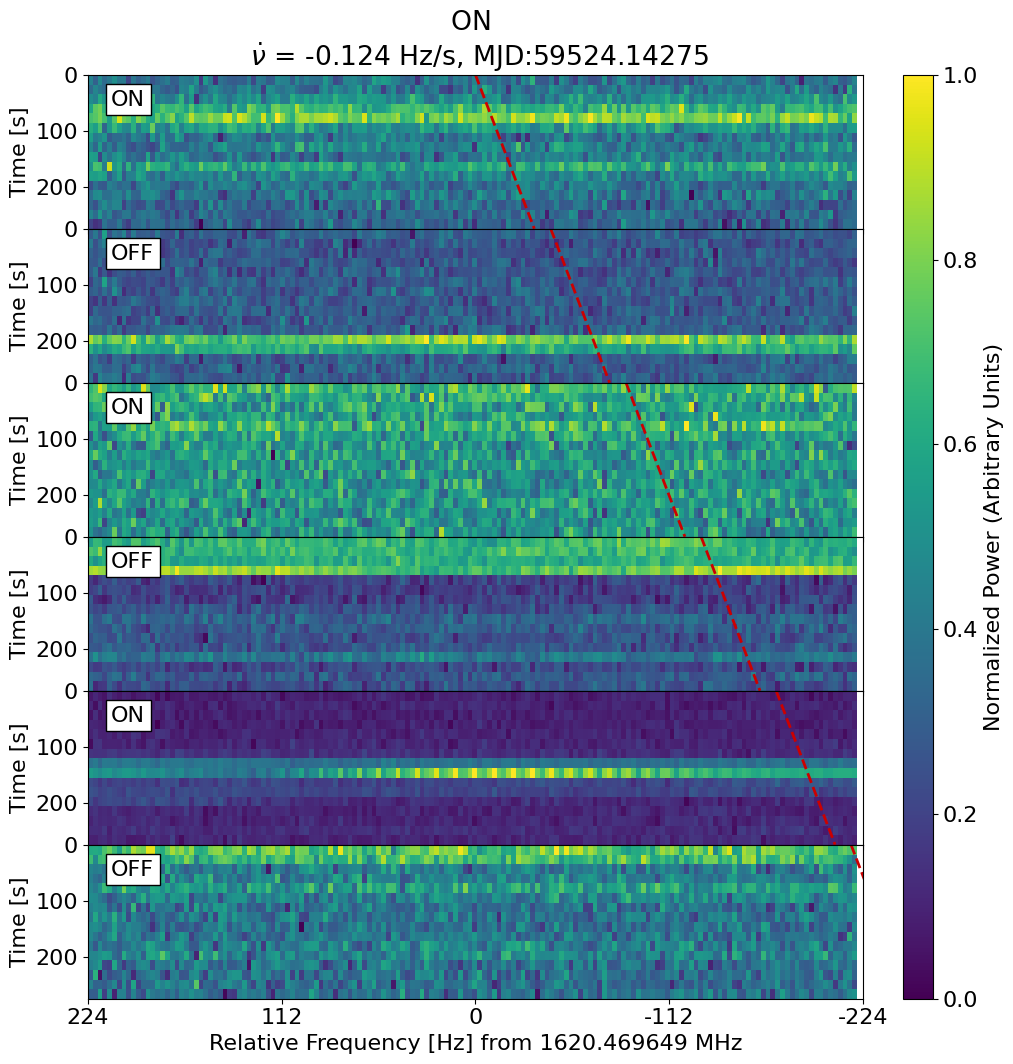 ON
ν̇ = -0.124 Hz/s, MJD:59524.14275
0
100
200
Time [s]
ON
0
100
200
Time [s]
OFF
0
100
200
Time [s]
ON
0
100
200
Time [s]
OFF
0
100
200
Time [s]
ON
0
100
200
Time [s]
OFF
224 112 0 -112 -224
Relative Frequency [Hz] from 1620.469649 MHz
1.0
0.8
0.6
0.4
0.2
0.0
Normalized Power (Arbitrary Units)